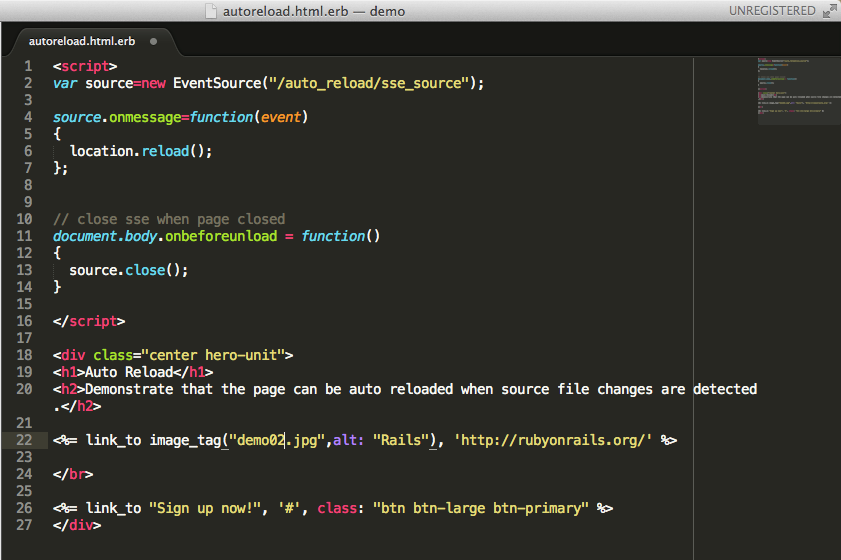 autoreload.html.erb — demo
UNREGISTERED
autoreload.html.erb
1 <script>
2 var source=new EventSource("/auto_reload/sse_source");
3
4 source.onmessage=function(event)
5 {
6   location.reload();
7 };
8
9
10 // close sse when page closed
11 document.body.onbeforeunload = function()
12 {
13   source.close();
14 }
15
16 </script>
17
18 <div class="center hero-unit">
19 <h1>Auto Reload</h1>
20 <h2>Demonstrate that the page can be auto reloaded when source file changes are detected
.</h2>
21
22 <%= link_to image_tag("demo02.jpg",alt: "Rails"), 'http://rubyonrails.org/' %>
23
24 </br>
25
26 <%= link_to "Sign up now!", '#', class: "btn btn-large btn-primary" %>
27 </div>